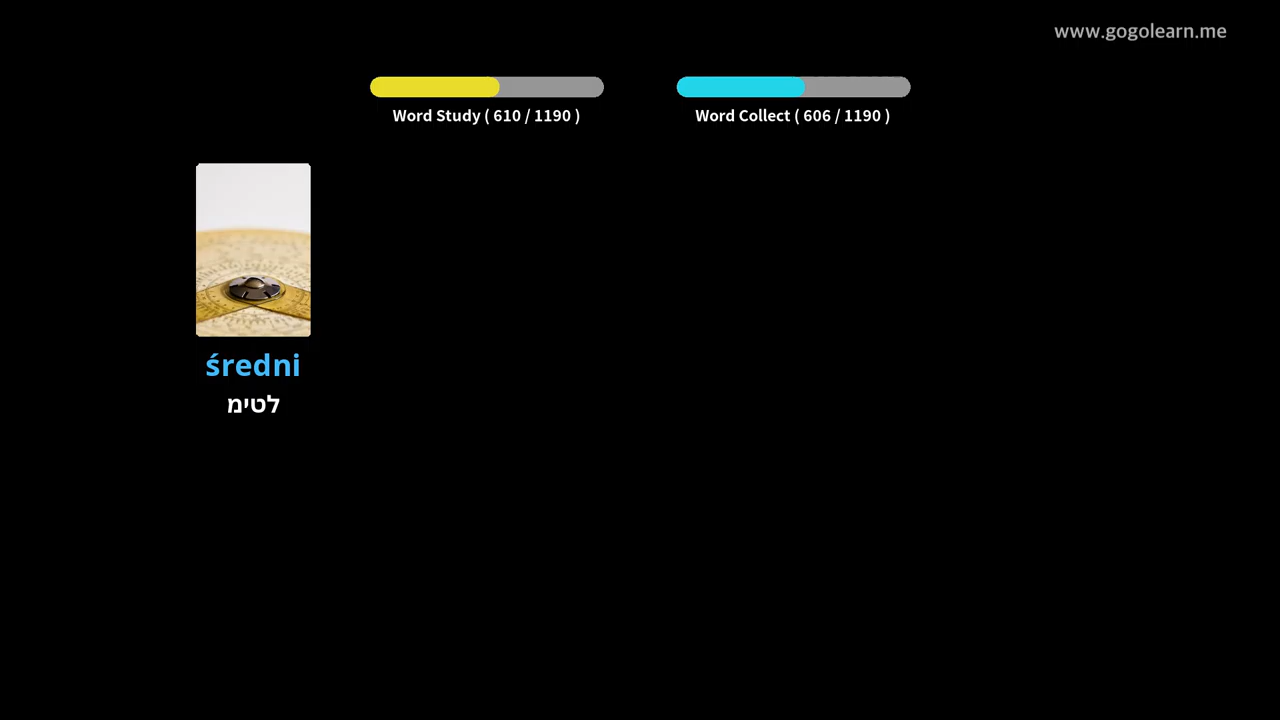 www.gogolearn.me
Word Study ( 610 / 1190 )
Word Collect ( 606 / 1190 )
średni
לטימ